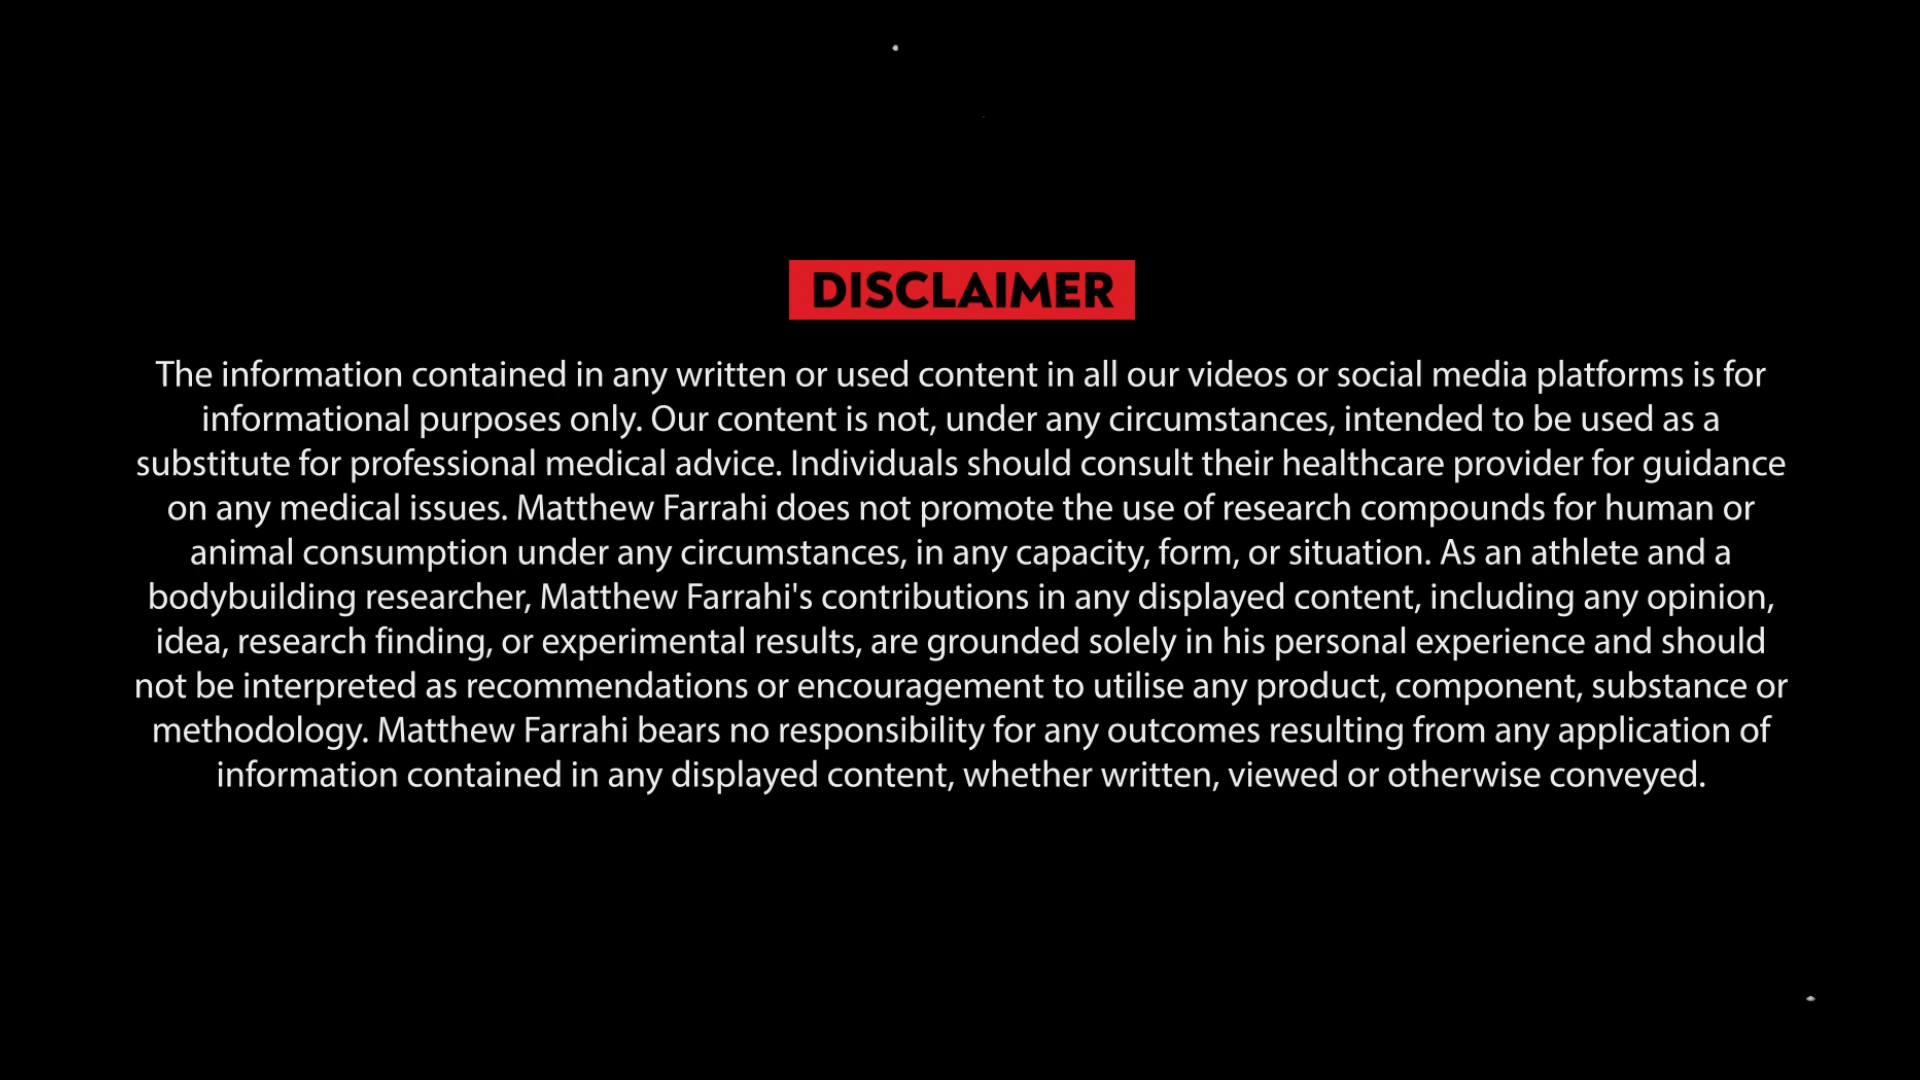 DISCLAIMER
The information contained in any written or used content in all our videos or social media platforms is for
informational purposes only. Our content is not, under any circumstances, intended to be used as a
substitute for professional medical advice. Individuals should consult their healthcare provider for guidance
on any medical issues. Matthew Farrahi does not promote the use of research compounds for human or
animal consumption under any circumstances, in any capacity, form, or situation. As an athlete and a
bodybuilding researcher, Matthew Farrahi's contributions in any displayed content, including any opinion,
idea, research finding, or experimental results, are grounded solely in his personal experience and should
not be interpreted as recommendations or encouragement to utilise any product, component, substance or
methodology. Matthew Farrahi bears no responsibility for any outcomes resulting from any application of
information contained in any displayed content, whether written, viewed or otherwise conveyed.